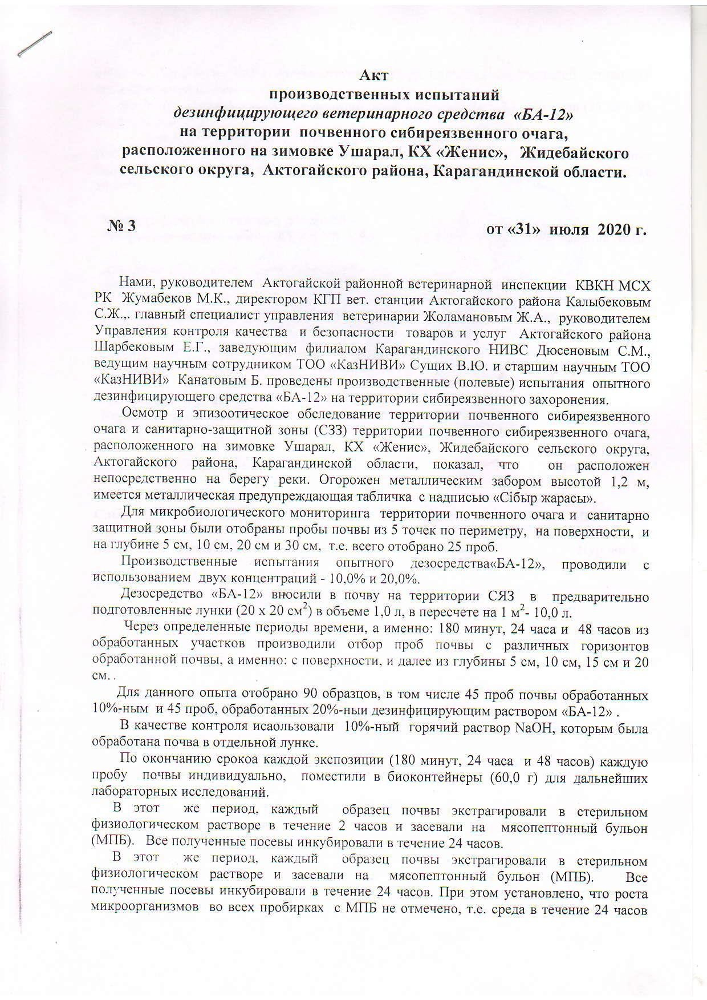 Акт
производственных испытаний
дезинфицирующего ветеринарного средства «БА-12»
на территории почвенного сибиреязвенного очага,
расположенного на зимовке Ушарал, КХ «Женис», Жидебайского
сельского округа, Актогайского района, Карагандинской области.
№ 3 от «31» июля 2020 г.
Нами, руководителем Актогайской районной ветеринарной инспекции КВКН МСХ
РК Жумабеков М.К., директором КГП вет. станции Актогайского района Калыбековым
С.Ж.,. главный специалист управления ветеринарии Жоламановым Ж.А., руководителем
Управления контроля качества и безопасности товаров и услуг Актогайского района
Шарбековым Е.Г., заведующим филиалом Карагандинского НИВС Дюсеновым С.М.,
ведущим научным сотрудником ТОО «КазНИВИ» Сущих В.Ю. и старшим научным ТОО
«КазНИВИ» Канатовым Б. проведены производственные (полевые) испытания опытного
дезинфицирующего средства «БА-12» на территории сибиреязвенного захоронения.
Осмотр и эпизоотическое обследование территории почвенного сибиреязвенного
очага и санитарно-защитной зоны (СЗЗ) территории почвенного сибиреязвенного очага,
расположенного на зимовке Ушарал, КХ «Женис», Жидебайского сельского округа,
Актогайского района, Карагандинской области, показал, что он расположен
непосредственно на берегу реки. Огорожен металлическим забором высотой 1,2 м,
имеется металлическая предупреждающая табличка с надписью «Сібыр жарасы».
Для микробиологического мониторинга территории почвенного очага и санитарно
защитной зоны были отобраны пробы почвы из 5 точек по периметру, на поверхности, и
на глубине 5 см, 10 см, 20 см и 30 см, т.е. всего отобрано 25 проб.
Производственные испытания опытного дезосредства«БА-12», проводили с
использованием двух концентраций - 10,0% и 20,0%.
Дезосредство «БА-12» вносили в почву на территории СЯЗ в предварительно
подготовленные лунки (20 х 20 см²) в объеме 1,0 л, в пересчете на 1 м²- 10,0 л.
Через определенные периоды времени, а именно: 180 минут, 24 часа и 48 часов из
обработанных участков производили отбор проб почвы с различных горизонтов
обработанной почвы, а именно: с поверхности, и далее из глубины 5 см, 10 см, 15 см и 20
см. .
Для данного опыта отобрано 90 образцов, в том числе 45 проб почвы обработанных
10%-ным и 45 проб, обработанных 20%-ныи дезинфицирующим раствором «БА-12» .
В качестве контроля исаользовали 10%-ный горячий раствор NaOH, которым была
обработана почва в отдельной лунке.
По окончанию срокоа каждой экспозиции (180 минут, 24 часа и 48 часов) каждую
пробу почвы индивидуально, поместили в биоконтейнеры (60,0 г) для дальнейших
лабораторных исследований.
В этот же период, каждый образец почвы экстрагировали в стерильном
физиологическом растворе в течение 2 часов и засевали на мясопептонный бульон
(МПБ). Все полученные посевы инкубировали в течение 24 часов.
В этот же период, каждый образец почвы экстрагировали в стерильном
физиологическом растворе и засевали на мясопептонный бульон (МПБ). Все
полученные посевы инкубировали в течение 24 часов. При этом установлено, что роста
микроорганизмов во всех пробирках с МПБ не отмечено, т.е. среда в течение 24 часов